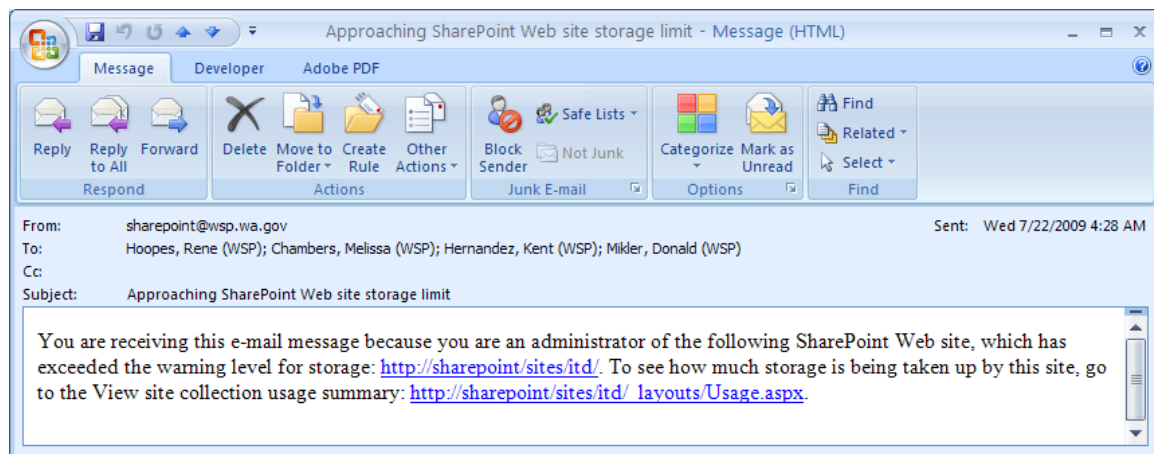 Approaching SharePoint Web site storage limit - Message (HTML)
Message Developer Adobe PDF
Reply Reply to All Forward
Respond
Delete Move to Folder Create Rule Other Actions
Actions
Block Sender Safe Lists Not Junk
Junk E-mail
Categorize Mark as Unread
Options
Find Related Select
Find
From: sharepoint@wsp.wa.gov Sent: Wed 7/22/2009 4:28 AM
To: Hoopes, Rene (WSP); Chambers, Melissa (WSP); Hernandez, Kent (WSP); Mikler, Donald (WSP)
Cc:
Subject: Approaching SharePoint Web site storage limit
You are receiving this e-mail message because you are an administrator of the following SharePoint Web site, which has
exceeded the warning level for storage: http://sharepoint/sites/itd/. To see how much storage is being taken up by this site, go
to the View site collection usage summary: http://sharepoint/sites/itd/_layouts/Usage.aspx.